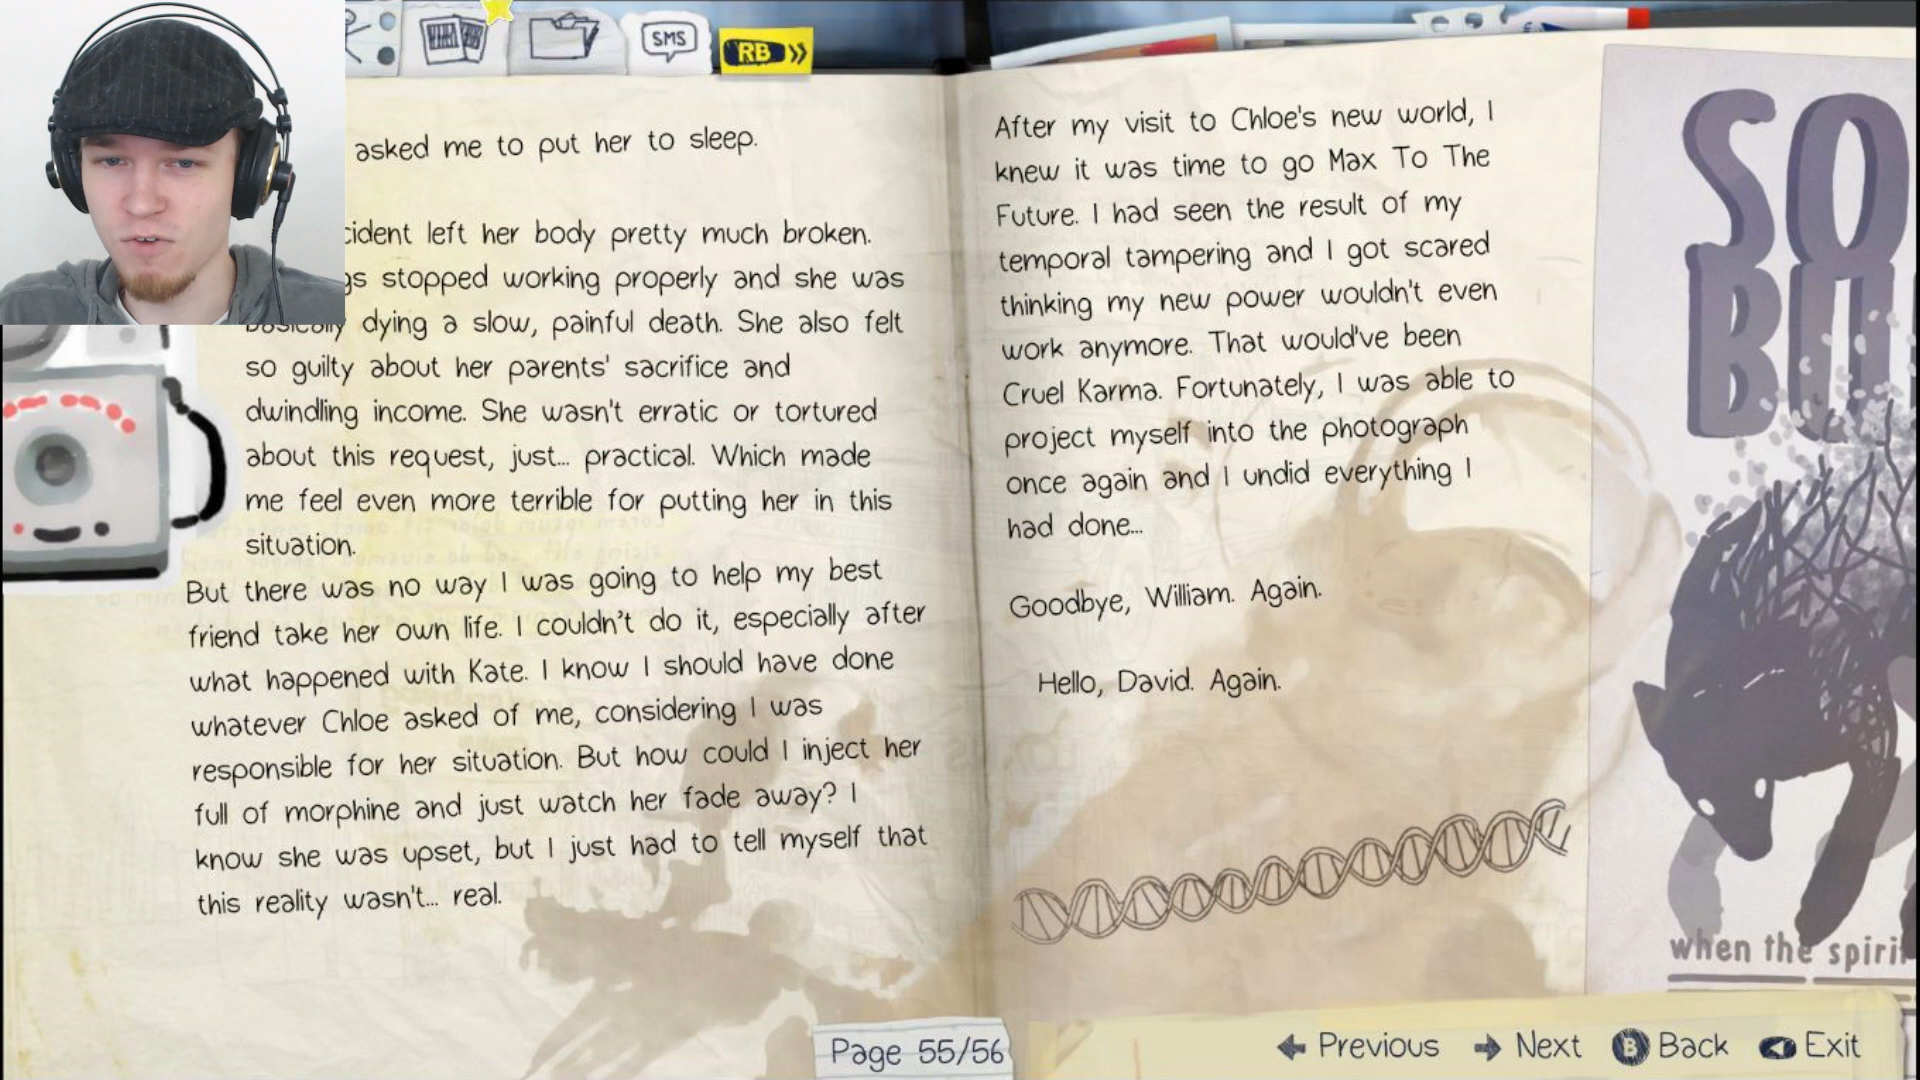 SMS
RB
asked me to put her to sleep.
left her body pretty much broken.
stopped working properly and she was
basically dying a slow, painful death. She also felt
so guilty about her parents' sacrifice and
dwindling income. She wasn't erratic or tortured
about this request, just... practical. Which made
me feel even more terrible for putting her in this
situation.
But there was no way I was going to help my best
friend take her own life. I couldn't do it, especially after
what happened with Kate. I know I should have done
whatever Chloe asked of me, considering I was
responsible for her situation. But how could I inject her
full of morphine and just watch her fade away? I
know she was upset, but I just had to tell myself that
this reality wasn't... real.
After my visit to Chloe's new world, I
knew it was time to go Max To The
Future. I had seen the result of my
temporal tampering and I got scared
thinking my new power wouldn't even
work anymore. That would've been
Cruel Karma. Fortunately, I was able to
project myself into the photograph
once again and I undid everything I
had done...
Goodbye, William. Again.
Hello, David. Again.
SO
BU
when the spirit
Page 55/56
Previous Next B Back Exit